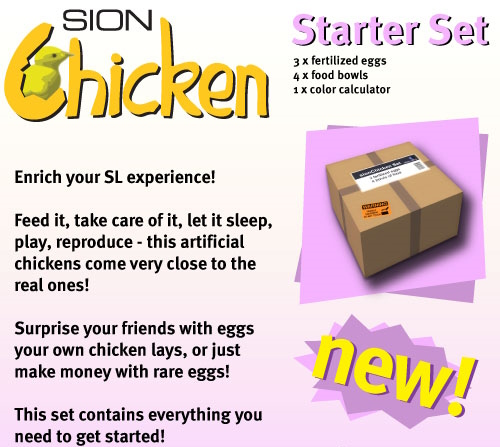 SION
Chicken
Starter Set
3 x fertilized eggs
4 x food bowls
1 x color calculator
Enrich your SL experience!
Feed it, take care of it, let it sleep,
play, reproduce - this artificial
chickens come very close to the
real ones!
Surprise your friends with eggs
your own chicken lays, or just
make money with rare eggs!
This set contains everything you
need to get started!
sionChicken Set
new!